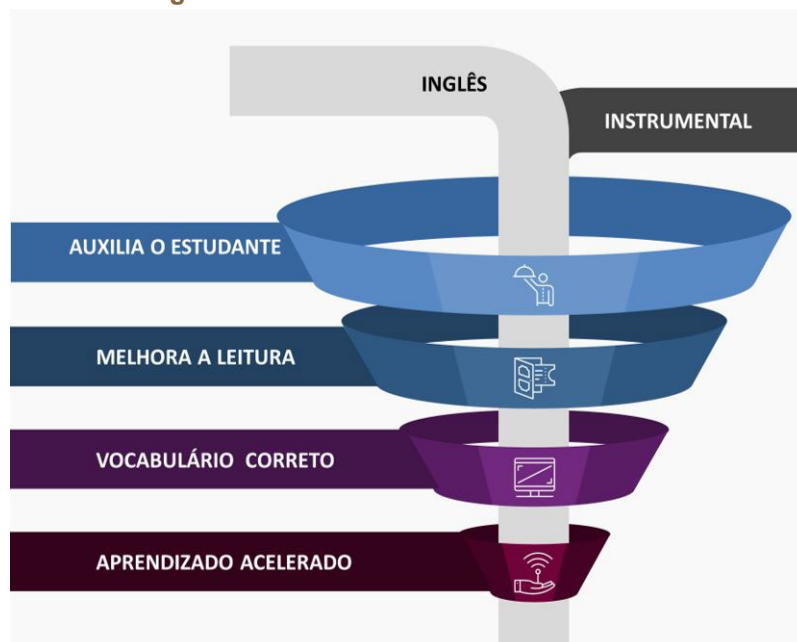 INGLÊS
INSTRUMENTAL
AUXILIA O ESTUDANTE
MELHORA A LEITURA
VOCABULÁRIO CORRETO
APRENDIZADO ACELERADO